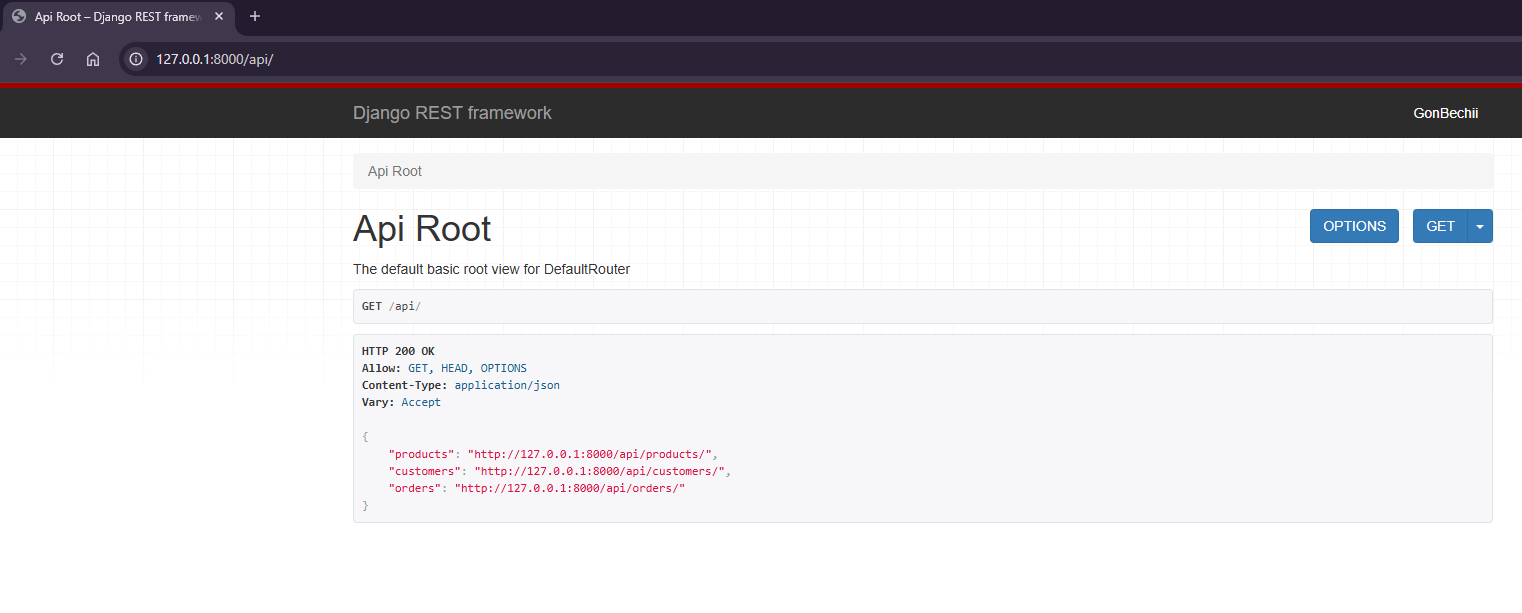 Api Root – Django REST framew
127.0.0.1:8000/api/
Django REST framework
GonBechii
Api Root
Api Root
OPTIONS
GET
The default basic root view for DefaultRouter
GET /api/
HTTP 200 OK
Allow: GET, HEAD, OPTIONS
Content-Type: application/json
Vary: Accept
{
    "products": "http://127.0.0.1:8000/api/products/",
    "customers": "http://127.0.0.1:8000/api/customers/",
    "orders": "http://127.0.0.1:8000/api/orders/"
}